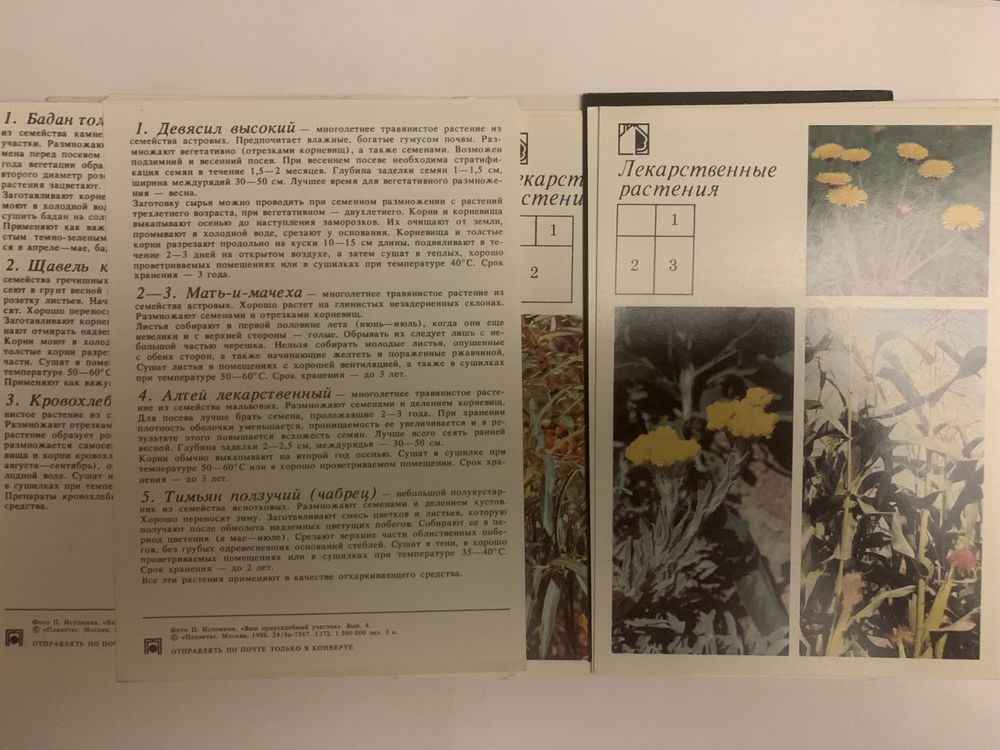 1. Бадан тол
из семейства камне
участки. Размножаю
мена перед посевом
года вегетации обра
второго диаметр роз
растения зацветают.
Заготавливают корне
моют в холодной вод
сушить бадан на сол
Применяют как вяж
стым темно-зеленым
ся в апреле—мае, ба
2. Щавель к
семейства гречишных
сеют в грунт весной
розетку листьев. Нач
сят. Хорошо перенос
Заготавливают корне
нают отмирать надзе
Корни моют в холод
толстые корни разре
части. Сушат в поме
температуре 50—60°С
Применяют как вяжу
3. Кровохлеб
нистое растение из с
Размножают отрезкам
растение образует ро
размножается самосе
вища и корни кровохл
августа—сентябрь), о
лодной воде. Сушат н
в сушилках при темпе
Препараты кровохлеб
средства.
Фото П. Истомина. «Ва
© «Планета». Москва,
ОТПРАВЛЯТЬ ПО ПОЧ
1. Девясил высокий — многолетнее травянистое растение из
семейства астровых. Предпочитает влажные, богатые гумусом почвы. Раз-
множают вегетативно (отрезками корневищ), а также семенами. Возможен
подзимний и весенний посев. При весеннем посеве необходима стратифи-
кация семян в течение 1,5—2 месяцев. Глубина заделки семян 1—1,5 см,
ширина междурядий 30—50 см. Лучшее время для вегетативного размноже-
ния — весна.
Заготовку сырья можно проводить при семенном размножении с растений
трехлетнего возраста, при вегетативном — двухлетнего. Корни и корневища
выкапывают осенью до наступления заморозков. Их очищают от земли,
промывают в холодной воде, срезают у основания. Корневища и толстые
корни разрезают продольно на куски 10—15 см длины, подвяливают в те-
чение 2—3 дней на открытом воздухе, а затем сушат в теплых, хорошо
проветриваемых помещениях или в сушилках при температуре 40°С. Срок
хранения — 3 года.
2—3. Мать-и-мачеха — многолетнее травянистое растение из
семейства астровых. Хорошо растет на глинистых незадерненных склонах.
Размножают семенами и отрезками корневищ.
Листья собирают в первой половине лета (июнь—июль), когда они еще
невелики и с верхней стороны — голые. Обрывать их следует лишь с не-
большой частью черешка. Нельзя собирать молодые листья, опушенные
с обеих сторон, а также начинающие желтеть и пораженные ржавчиной.
Сушат листья в помещениях с хорошей вентиляцией, а также в сушилках
при температуре 50—60°С. Срок хранения — до 3 лет.
4. Алтей лекарственный — многолетнее травянистое расте-
ние из семейства мальвовых. Размножают семенами и делением корневищ.
Для посева лучше брать семена, пролежавшие 2—3 года. При хранении
плотность оболочки уменьшается, проницаемость ее увеличивается и в ре-
зультате этого повышается всхожесть семян. Лучше всего сеять ранней
весной. Глубина заделки 2—2,5 см, междурядья — 30—50 см.
Корни обычно выкапывают на второй год осенью. Сушат в сушилке при
температуре 50—60°С или в хорошо проветриваемом помещении. Срок хра-
нения — до 3 лет.
5. Тимьян ползучий (чабрец) — небольшой полукустар-
ник из семейства яснотковых. Размножают семенами и делением кустов.
Хорошо переносит зиму. Заготавливают смесь цветков и листьев, которую
получают после обмолота надземных цветущих побегов. Собирают ее в пе-
риод цветения (в мае—июле). Срезают верхние части облиственных побе-
гов, без грубых одревесневших оснований стеблей. Сушат в тени, в хорошо
проветриваемых помещениях или в сушилках при температуре 35—40°С.
Срок хранения — до 2 лет.
Все эти растения применяют в качестве отхаркивающего средства.
Фото П. Истомина. «Ваш приусадебный участок». Вып. 4.
© «Планета». Москва, 1988. 24/8а-7567. 1372. 1 500 000 экз. 3 к.
ОТПРАВЛЯТЬ ПО ПОЧТЕ ТОЛЬКО В КОНВЕРТЕ
екарст
стени
1
2
Лекарственные
растения
1
2 3